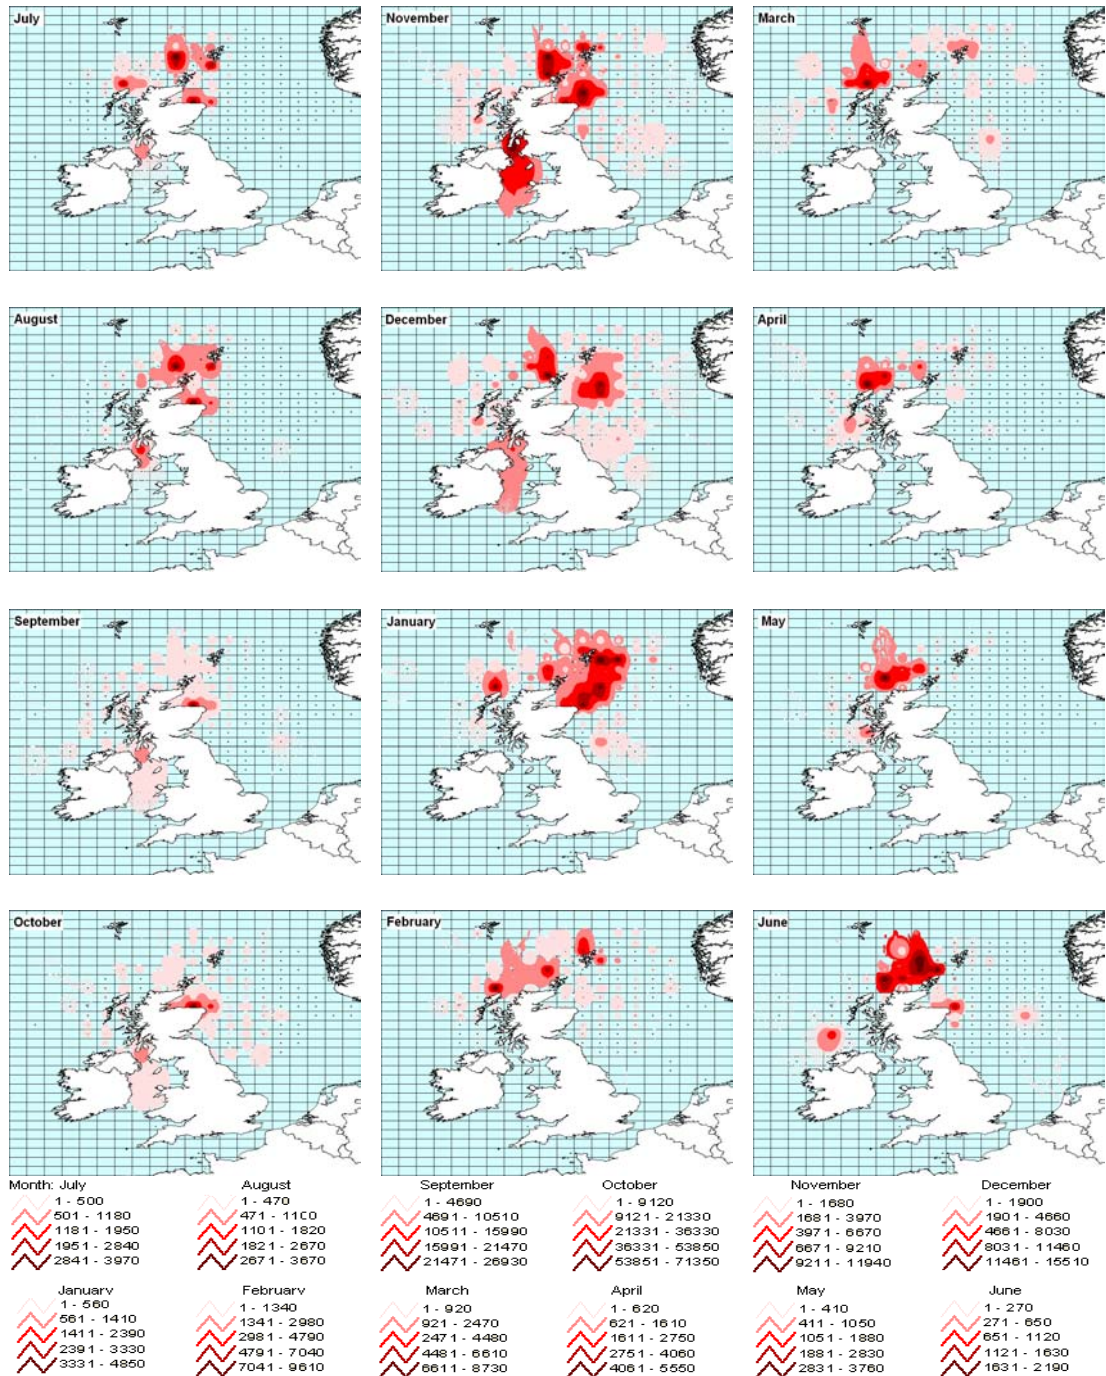 July
November
March
August
December
April
September
January
May
October
February
June
Month: July
1 - 500
501 - 1180
1181 - 1950
1951 - 2840
2841 - 3970
August
1 - 470
471 - 1100
1101 - 1820
1821 - 2670
2671 - 3670
September
1 - 4690
4691 - 10510
10511 - 15990
15991 - 21470
21471 - 26930
October
1 - 9120
9121 - 21330
21331 - 36330
36331 - 53850
53851 - 71350
November
1 - 1680
1681 - 3970
3971 - 6670
6671 - 9210
9211 - 11940
December
1 - 1900
1901 - 4660
4661 - 8030
8031 - 11460
11461 - 15510
January
1 - 560
561 - 1410
1411 - 2390
2391 - 3330
3331 - 4850
February
1 - 1340
1341 - 2980
2981 - 4790
4791 - 7040
7041 - 9610
March
1 - 920
921 - 2470
2471 - 4480
4481 - 6610
6611 - 8730
April
1 - 620
621 - 1610
1611 - 2750
2751 - 4060
4061 - 5550
May
1 - 410
411 - 1050
1051 - 1880
1881 - 2830
2831 - 3760
June
1 - 270
271 - 650
651 - 1120
1121 - 1630
1631 - 2190